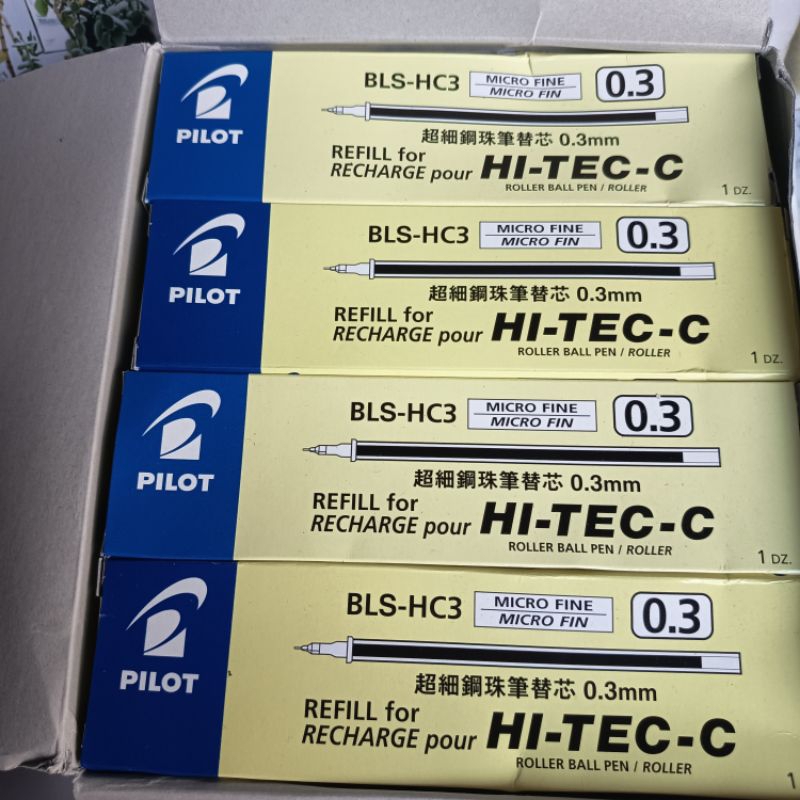 PILOT
BLS-HC3 MICRO FINE 0.3
MICRO FIN
超細鋼珠筆替芯 0.3mm
REFILL for
RECHARGE pour HI-TEC-C
ROLLER BALL PEN / ROLLER
1 DZ.
PILOT
BLS-HC3 MICRO FINE 0.3
MICRO FIN
超細鋼珠筆替芯 0.3mm
REFILL for
RECHARGE pour HI-TEC-C
ROLLER BALL PEN / ROLLER
1 DZ.
PILOT
BLS-HC3 MICRO FINE 0.3
MICRO FIN
超細鋼珠筆替芯 0.3mm
REFILL for
RECHARGE pour HI-TEC-C
ROLLER BALL PEN / ROLLER
1 DZ.
PILOT
BLS-HC3 MICRO FINE 0.3
MICRO FIN
超細鋼珠筆替芯 0.3mm
REFILL for
RECHARGE pour HI-TEC-C
ROLLER BALL PEN / ROLLER
1